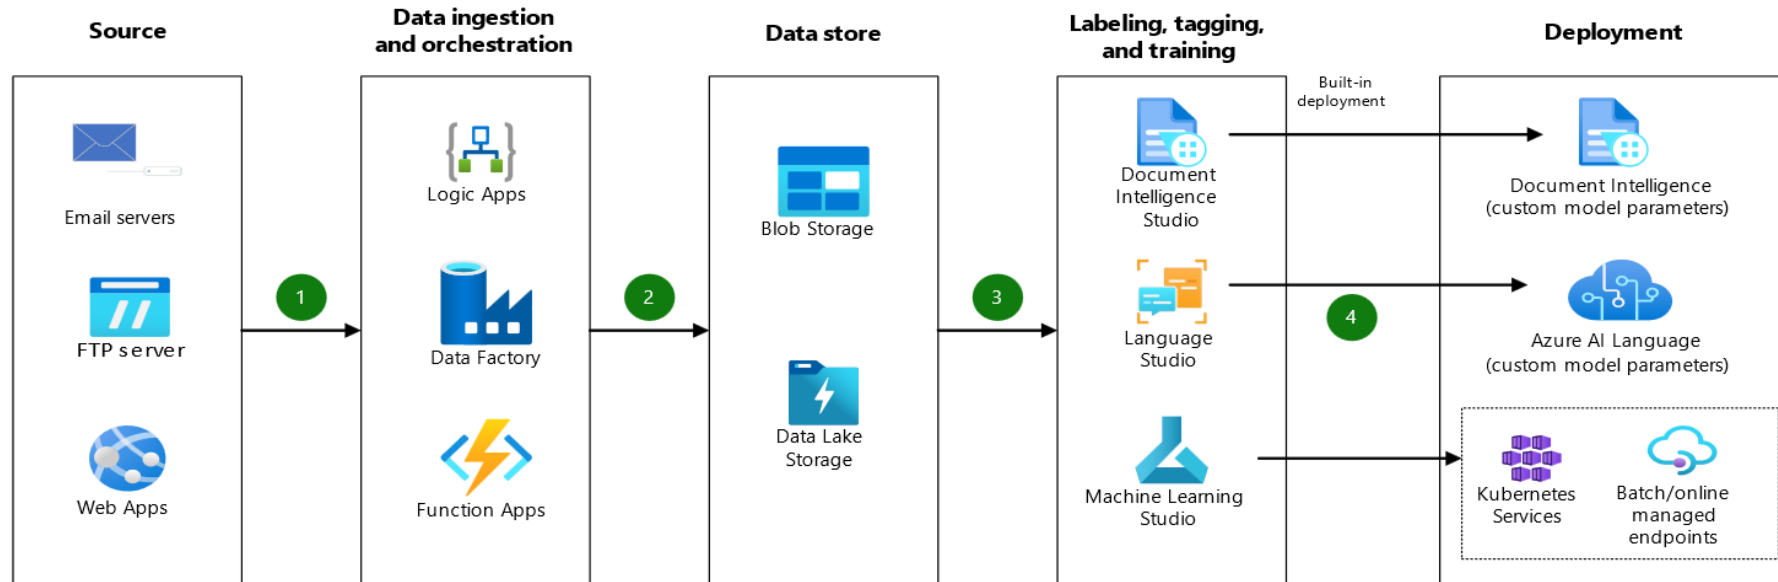 Source
Data ingestion
and orchestration
Data store
Labeling, tagging,
and training
Deployment
Email servers
FTP server
Web Apps
1
Logic Apps
Data Factory
Function Apps
2
Blob Storage
Data Lake
Storage
3
Document
Intelligence
Studio
Language
Studio
Machine Learning
Studio
Built-in
deployment
4
Document Intelligence
(custom model parameters)
Azure AI Language
(custom model parameters)
Kubernetes
Services
Batch/online
managed
endpoints